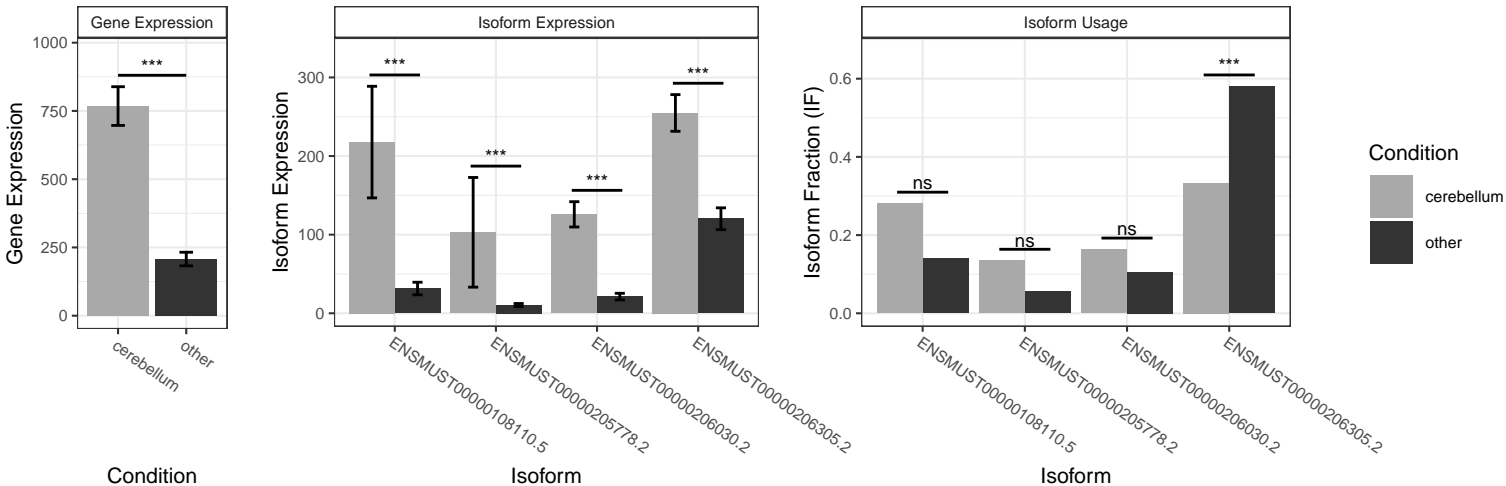 Gene Expression
Isoform Expression
Isoform Usage
Gene Expression
1000
750
500
250
0
***
cerebellum
other
Condition
Isoform Expression
300
200
100
0
***
***
***
***
ENSMUST00000108110.5
ENSMUST00000205778.2
ENSMUST00000206030.2
ENSMUST00000206305.2
Isoform
Isoform Fraction (IF)
0.6
0.4
0.2
0.0
ns
ns
ns
***
ENSMUST00000108110.5
ENSMUST00000205778.2
ENSMUST00000206030.2
ENSMUST00000206305.2
Isoform
Condition
cerebellum
other